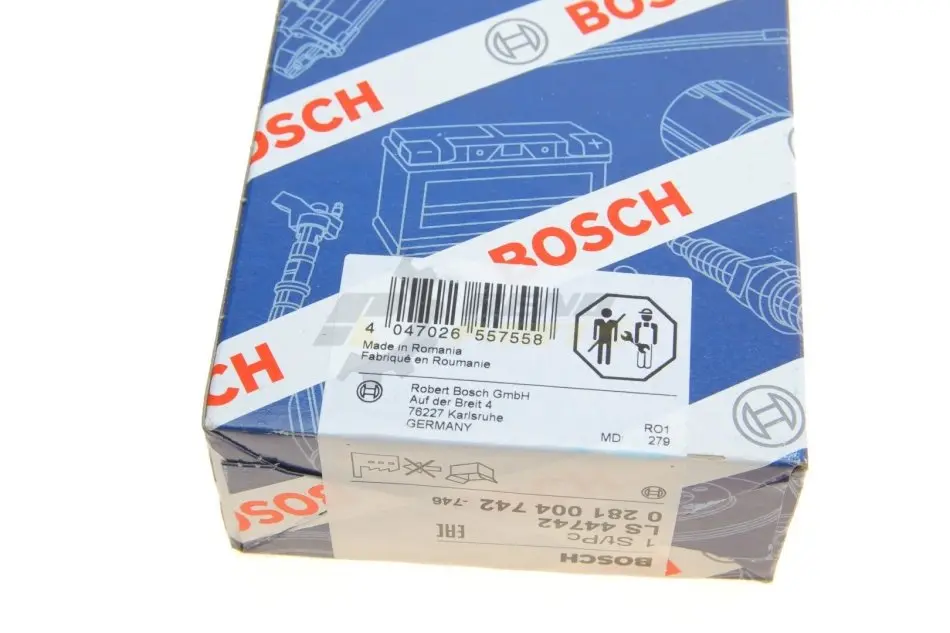 BOSCH
BOSCH
BOSCH
4 047026 557558
Made in Romania
Fabriqué en Roumanie
Robert Bosch GmbH
Auf der Breit 4
76227 Karlsruhe
GERMANY
RO1
MD: 279
BOSCH
1 St/Pc
LS 44742
0 281 004 742 -746
EAC
SCH
BOSCH